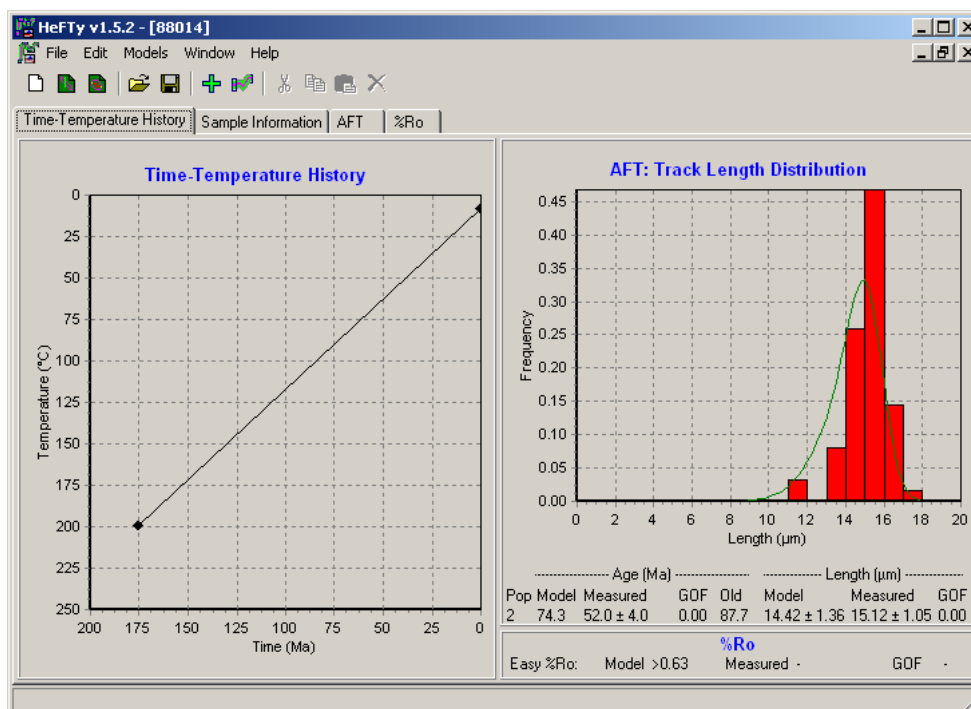 HeFTy v1.5.2 - [88014]
File Edit Models Window Help
Time-Temperature History Sample Information AFT %Ro
Time-Temperature History
0
25
50
75
100
125
150
175
200
225
250
Temperature (°C)
200 175 150 125 100 75 50 25 0
Time (Ma)
AFT: Track Length Distribution
0.45
0.40
0.35
0.30
0.25
0.20
0.15
0.10
0.05
0.00
Frequency
0 2 4 6 8 10 12 14 16 18 20
Length (µm)
---------------- Age (Ma) --------------- ------------ Length (µm) ----------
Pop Model Measured GOF Old Model Measured GOF
2 74.3 52.0 ± 4.0 0.00 87.7 14.42 ± 1.36 15.12 ± 1.05 0.00
%Ro
Easy %Ro: Model >0.63 Measured - GOF -